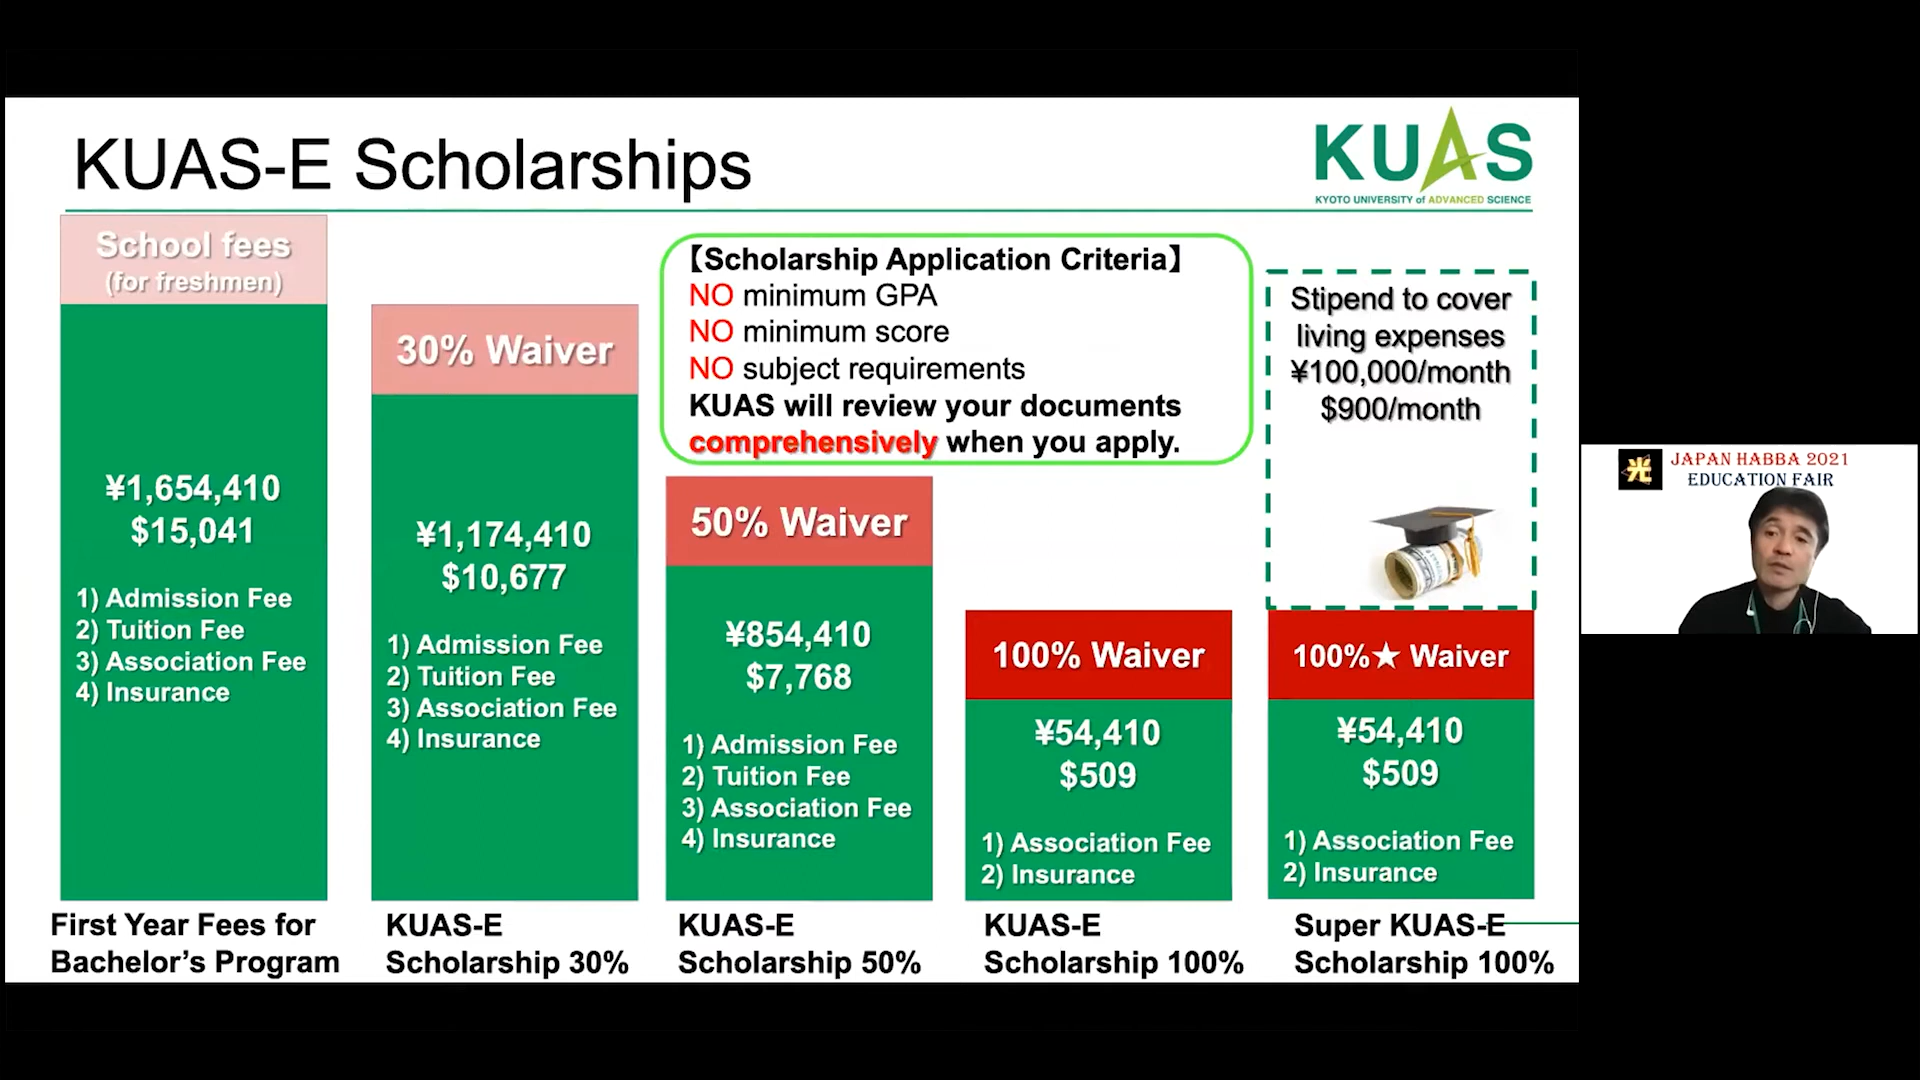 KUAS-E Scholarships
KUAS
KYOTO UNIVERSITY of ADVANCED SCIENCE
School fees
(for freshmen)
¥1,654,410
$15,041
1) Admission Fee
2) Tuition Fee
3) Association Fee
4) Insurance
First Year Fees for
Bachelor's Program
30% Waiver
¥1,174,410
$10,677
1) Admission Fee
2) Tuition Fee
3) Association Fee
4) Insurance
KUAS-E
Scholarship 30%
【Scholarship Application Criteria】
NO minimum GPA
NO minimum score
NO subject requirements
KUAS will review your documents
comprehensively when you apply.
50% Waiver
¥854,410
$7,768
1) Admission Fee
2) Tuition Fee
3) Association Fee
4) Insurance
KUAS-E
Scholarship 50%
100% Waiver
¥54,410
$509
1) Association Fee
2) Insurance
KUAS-E
Scholarship 100%
Stipend to cover
living expenses
¥100,000/month
$900/month
100%★ Waiver
¥54,410
$509
1) Association Fee
2) Insurance
Super KUAS-E
Scholarship 100%
光
JAPAN HABBA 2021
EDUCATION FAIR